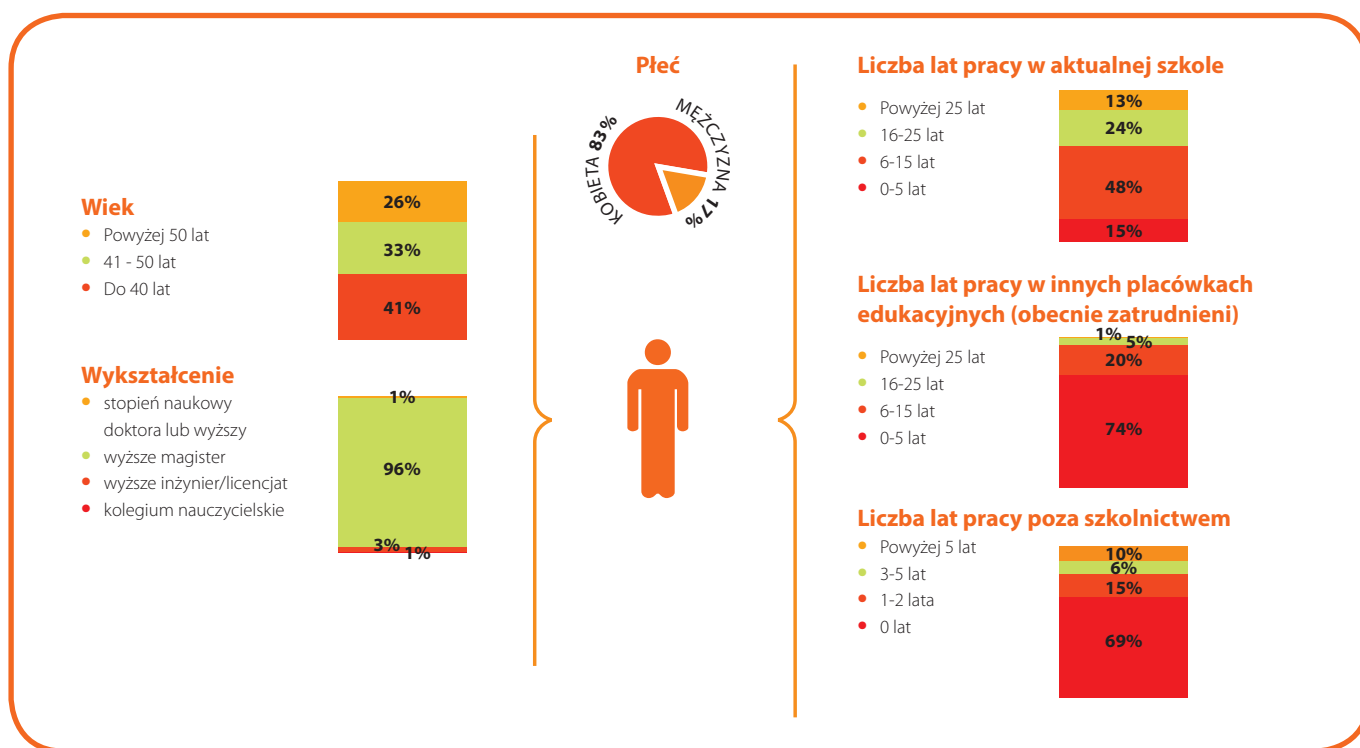 Wiek
• Powyżej 50 lat
• 41 - 50 lat
• Do 40 lat
26%
33%
41%
Wykształcenie
• stopień naukowy
doktora lub wyższy
• wyższe magister
• wyższe inżynier/licencjat
• kolegium nauczycielskie
1%
96%
3%
1%
Płeć
KOBIETA 83%
MĘŻCZYZNA 17%
Liczba lat pracy w aktualnej szkole
• Powyżej 25 lat
• 16-25 lat
• 6-15 lat
• 0-5 lat
13%
24%
48%
15%
Liczba lat pracy w innych placówkach
edukacyjnych (obecnie zatrudnieni)
• Powyżej 25 lat
• 16-25 lat
• 6-15 lat
• 0-5 lat
1%
5%
20%
74%
Liczba lat pracy poza szkolnictwem
• Powyżej 5 lat
• 3-5 lat
• 1-2 lata
• 0 lat
10%
6%
15%
69%